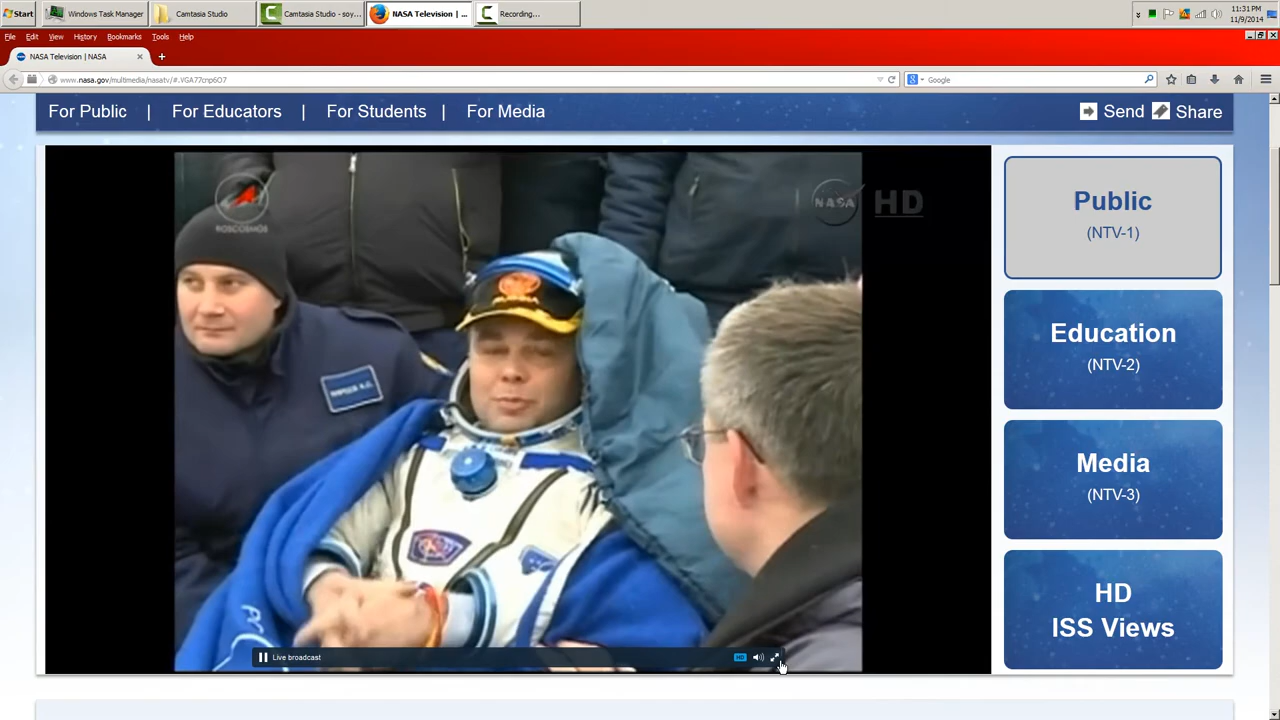 Start
Windows Task Manager
Camtasia Studio
Camtasia Studio - soy...
NASA Television | ...
Recording...
11:31 PM
11/9/2014
File Edit View History Bookmarks Tools Help
NASA Television | NASA
www.nasa.gov/multimedia/nasatv/#.VGA77cnp6O7
Google
For Public | For Educators | For Students | For Media
Send Share
ROSCOSMOS
NASA HD
Public
(NTV-1)
Education
(NTV-2)
Media
(NTV-3)
HD
ISS Views
Live broadcast
HD